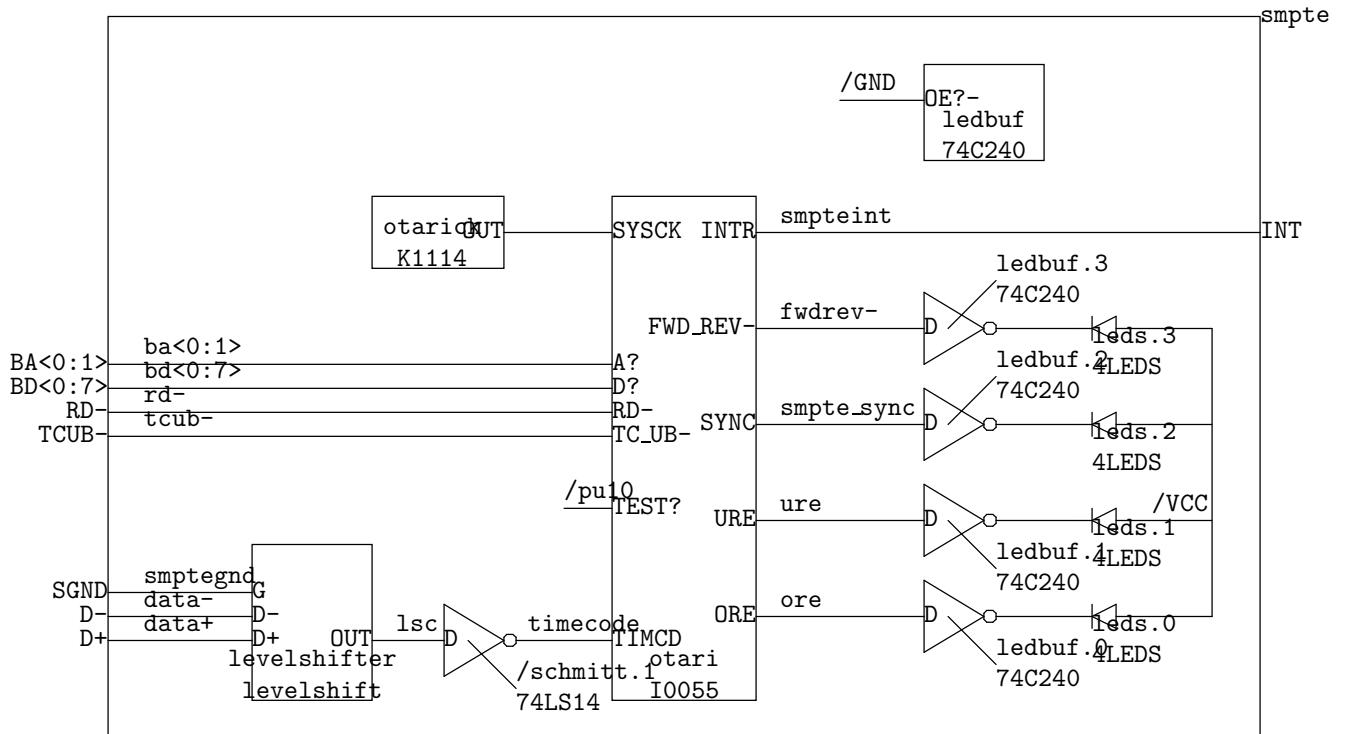 smpte
/GND
OE?-
ledbuf
74C240
otarick
OUT
K1114
SYSCK INTR
smpteint
INT
ledbuf.3
74C240
FWD_REV-
fwdrev-
D
leds.3
4LEDS
BA<0:1>
ba<0:1>
A?
BD<0:7>
bd<0:7>
D?
RD-
rd-
RD-
TCUB-
tcub-
TC_UB-
ledbuf.2
74C240
SYNC
smpte_sync
D
leds.2
4LEDS
/pu10
TEST?
URE
ure
D
/VCC
leds.1
4LEDS
ledbuf.1
74C240
SGND
smptegnd
G
D-
data-
D-
D+
data+
D+
OUT
levelshifter
levelshift
lsc
D
timecode
TIMCD
/schmitt.1
74LS14
otari
I0055
ORE
ore
D
leds.0
4LEDS
ledbuf.0
74C240